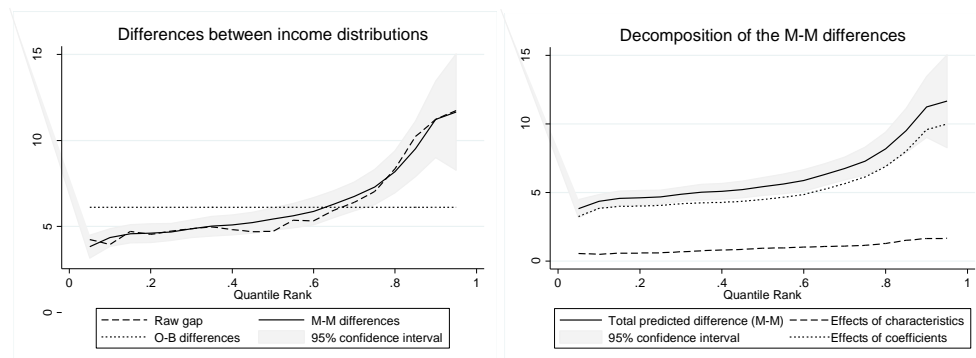 Differences between income distributions
15
10
5
0
0 .2 .4 .6 .8 1
Quantile Rank
Raw gap M-M differences
O-B differences 95% confidence interval
Decomposition of the M-M differences
15
10
5
0
0 .2 .4 .6 .8 1
Quantile Rank
Total predicted difference (M-M) Effects of characteristics
95% confidence interval Effects of coefficients